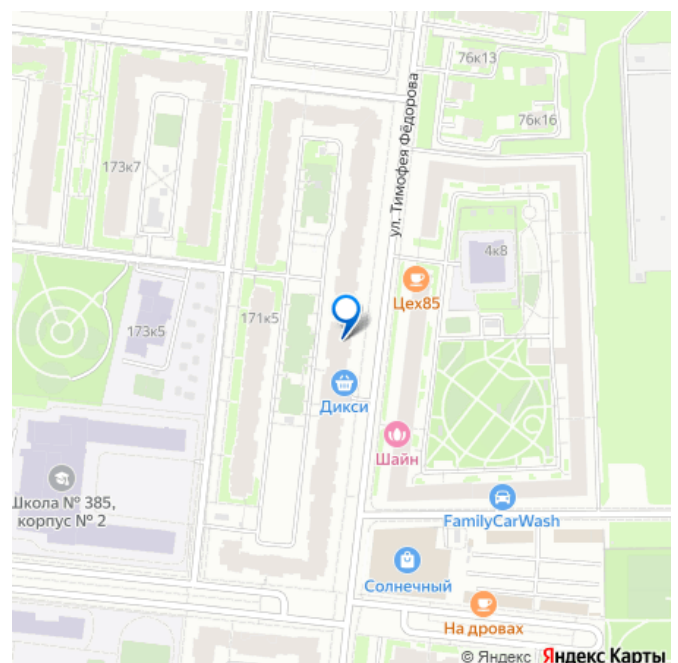 76к13
76к16
173к7
ул. Тимофея Фёдорова
4к8
Цех85
171к5
173к5
Дикси
Шайн
Школа № 385,
корпус № 2
FamilyCarWash
Солнечный
На дровах
© Яндекс Яндекс Карты